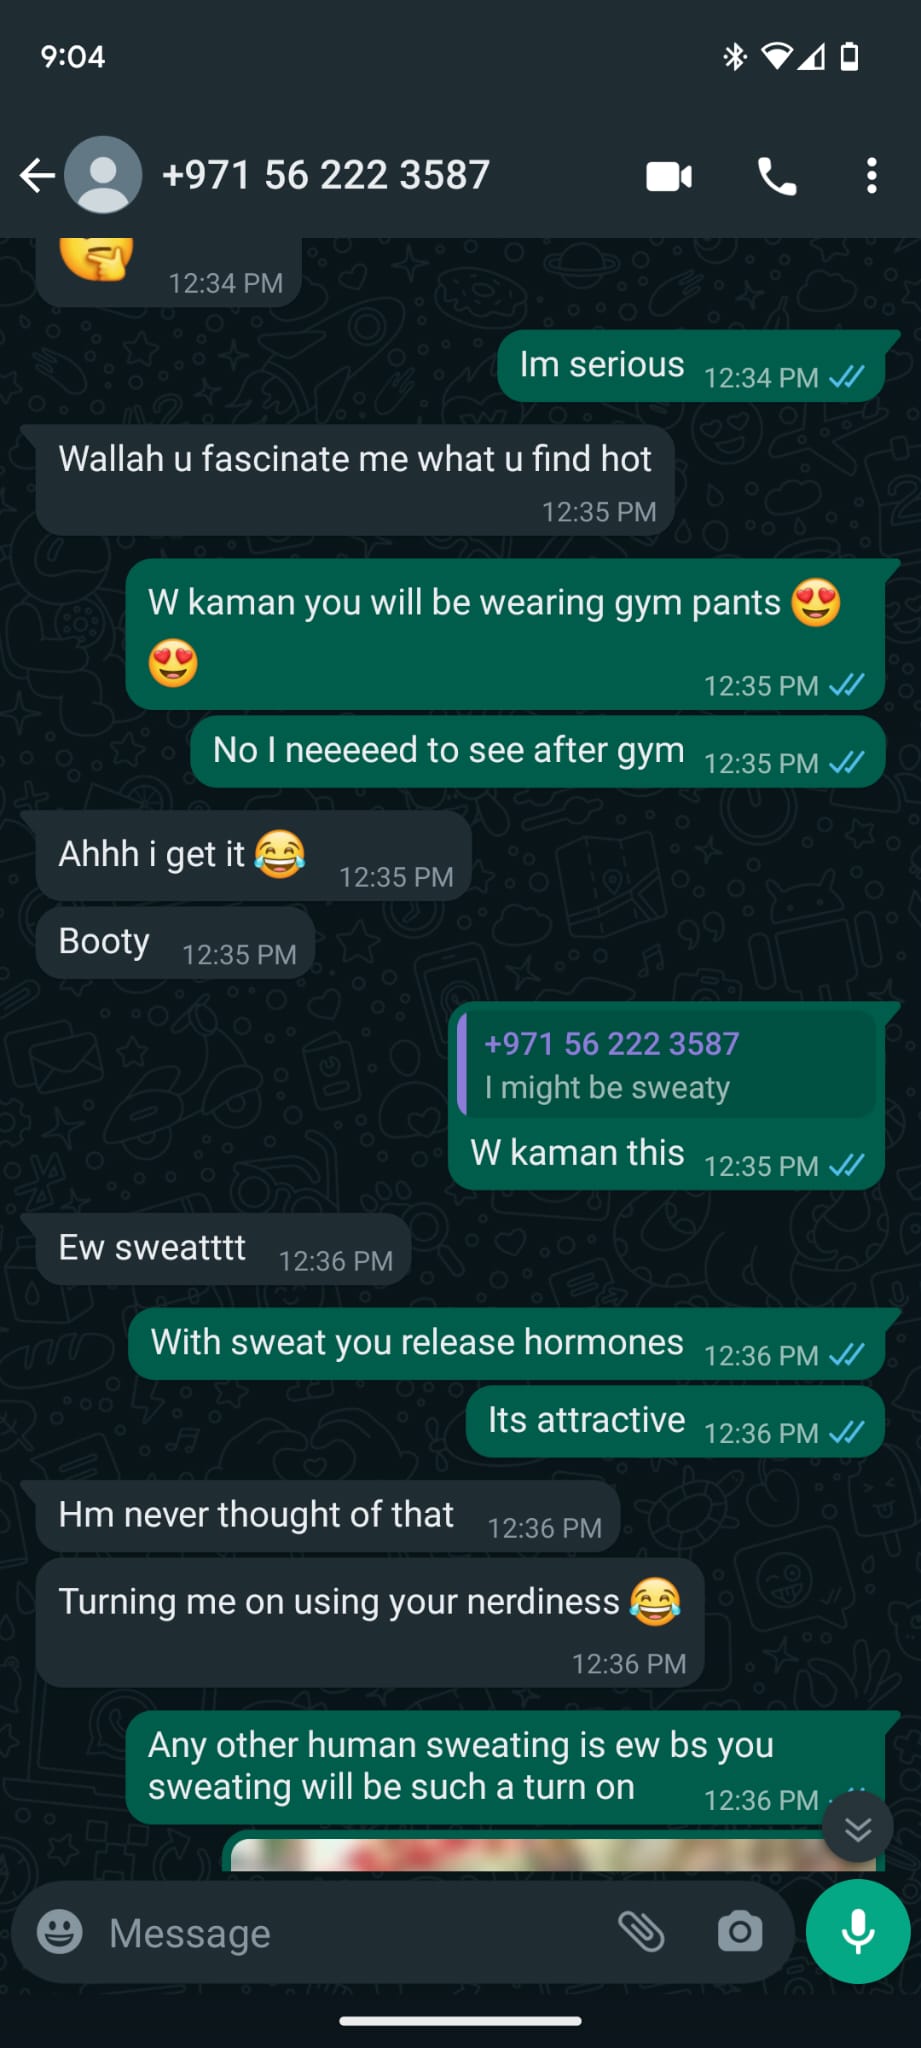 9:04
+971 56 222 3587
12:34 PM
Im serious 12:34 PM
Wallah u fascinate me what u find hot
12:35 PM
W kaman you will be wearing gym pants 😍
😍
12:35 PM
No I neeeeed to see after gym 12:35 PM
Ahhh i get it 😂 12:35 PM
Booty 12:35 PM
+971 56 222 3587
I might be sweaty
W kaman this 12:35 PM
Ew sweatttt 12:36 PM
With sweat you release hormones 12:36 PM
Its attractive 12:36 PM
Hm never thought of that 12:36 PM
Turning me on using your nerdiness 😂
12:36 PM
Any other human sweating is ew bs you
sweating will be such a turn on 12:36 PM
Message